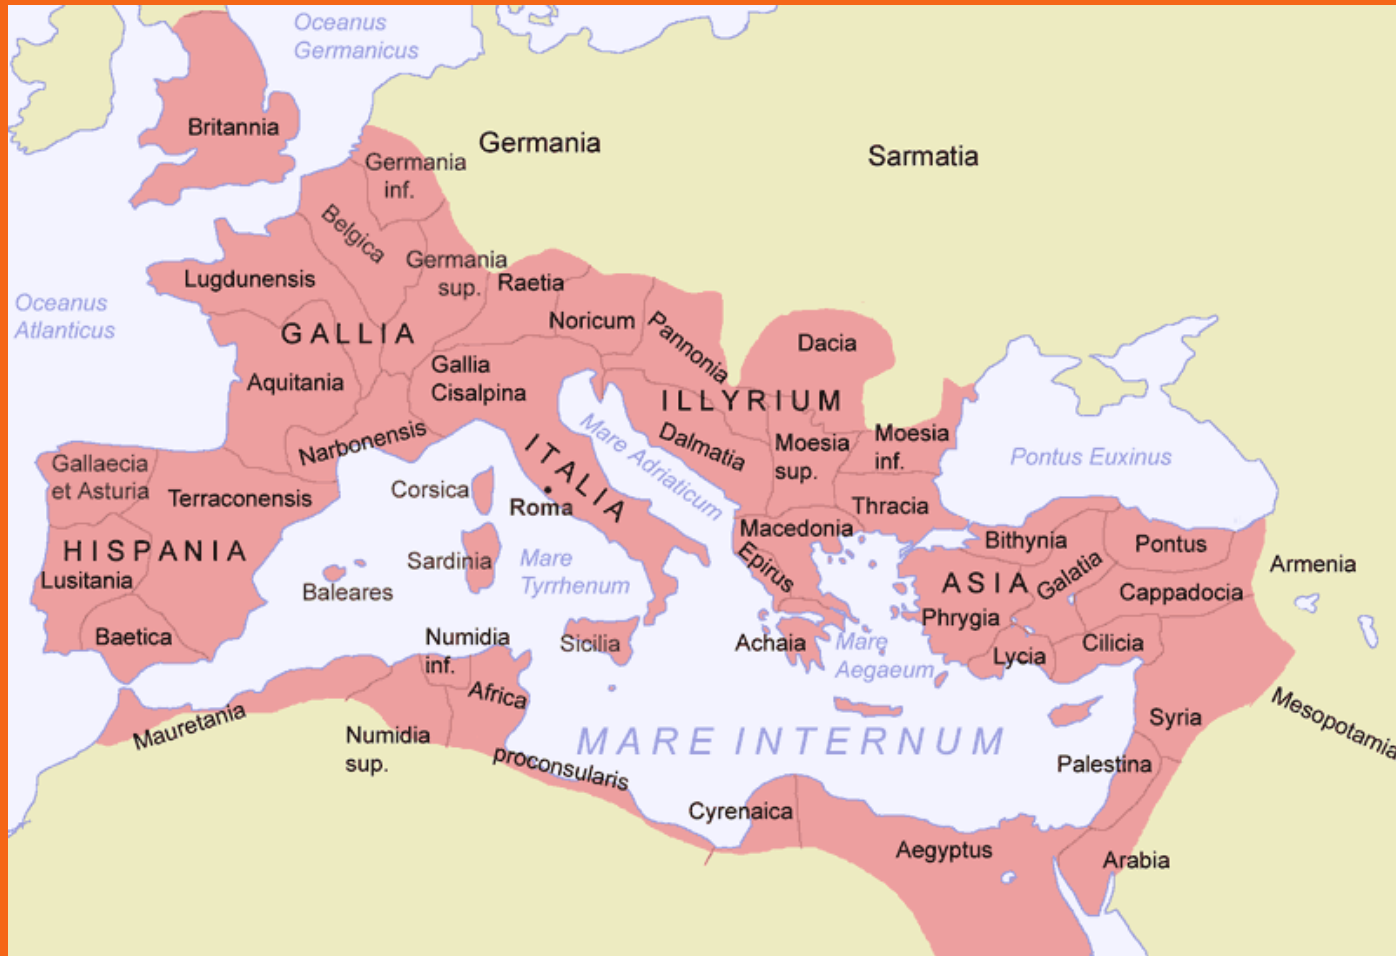 Oceanus
Germanicus
Britannia
Germania
Sarmatia
Germania
inf.
Belgica
Germania
sup.
Lugdunensis
Raetia
Oceanus
Atlanticus
GALLIA
Noricum
Pannonia
Dacia
Gallia
Cisalpina
Aquitania
ILLYRIUM
Mare Adriaticum
Narbonensis
Dalmatia
Moesia
sup.
Moesia
inf.
Pontus Euxinus
Gallaecia
et Asturia
Terraconensis
Corsica
ITALIA
Roma
Thracia
Macedonia
HISPANIA
Lusitania
Sardinia
Mare
Tyrrhenum
Epirus
Bithynia
Pontus
Armenia
Baleares
ASIA
Galatia
Cappadocia
Phrygia
Baetica
Numidia
inf.
Sicilia
Achaia
Mare
Aegaeum
Lycia
Cilicia
Africa
Mauretania
Numidia
sup.
MARE INTERNUM
Syria
Mesopotamia
proconsularis
Palestina
Cyrenaica
Aegyptus
Arabia